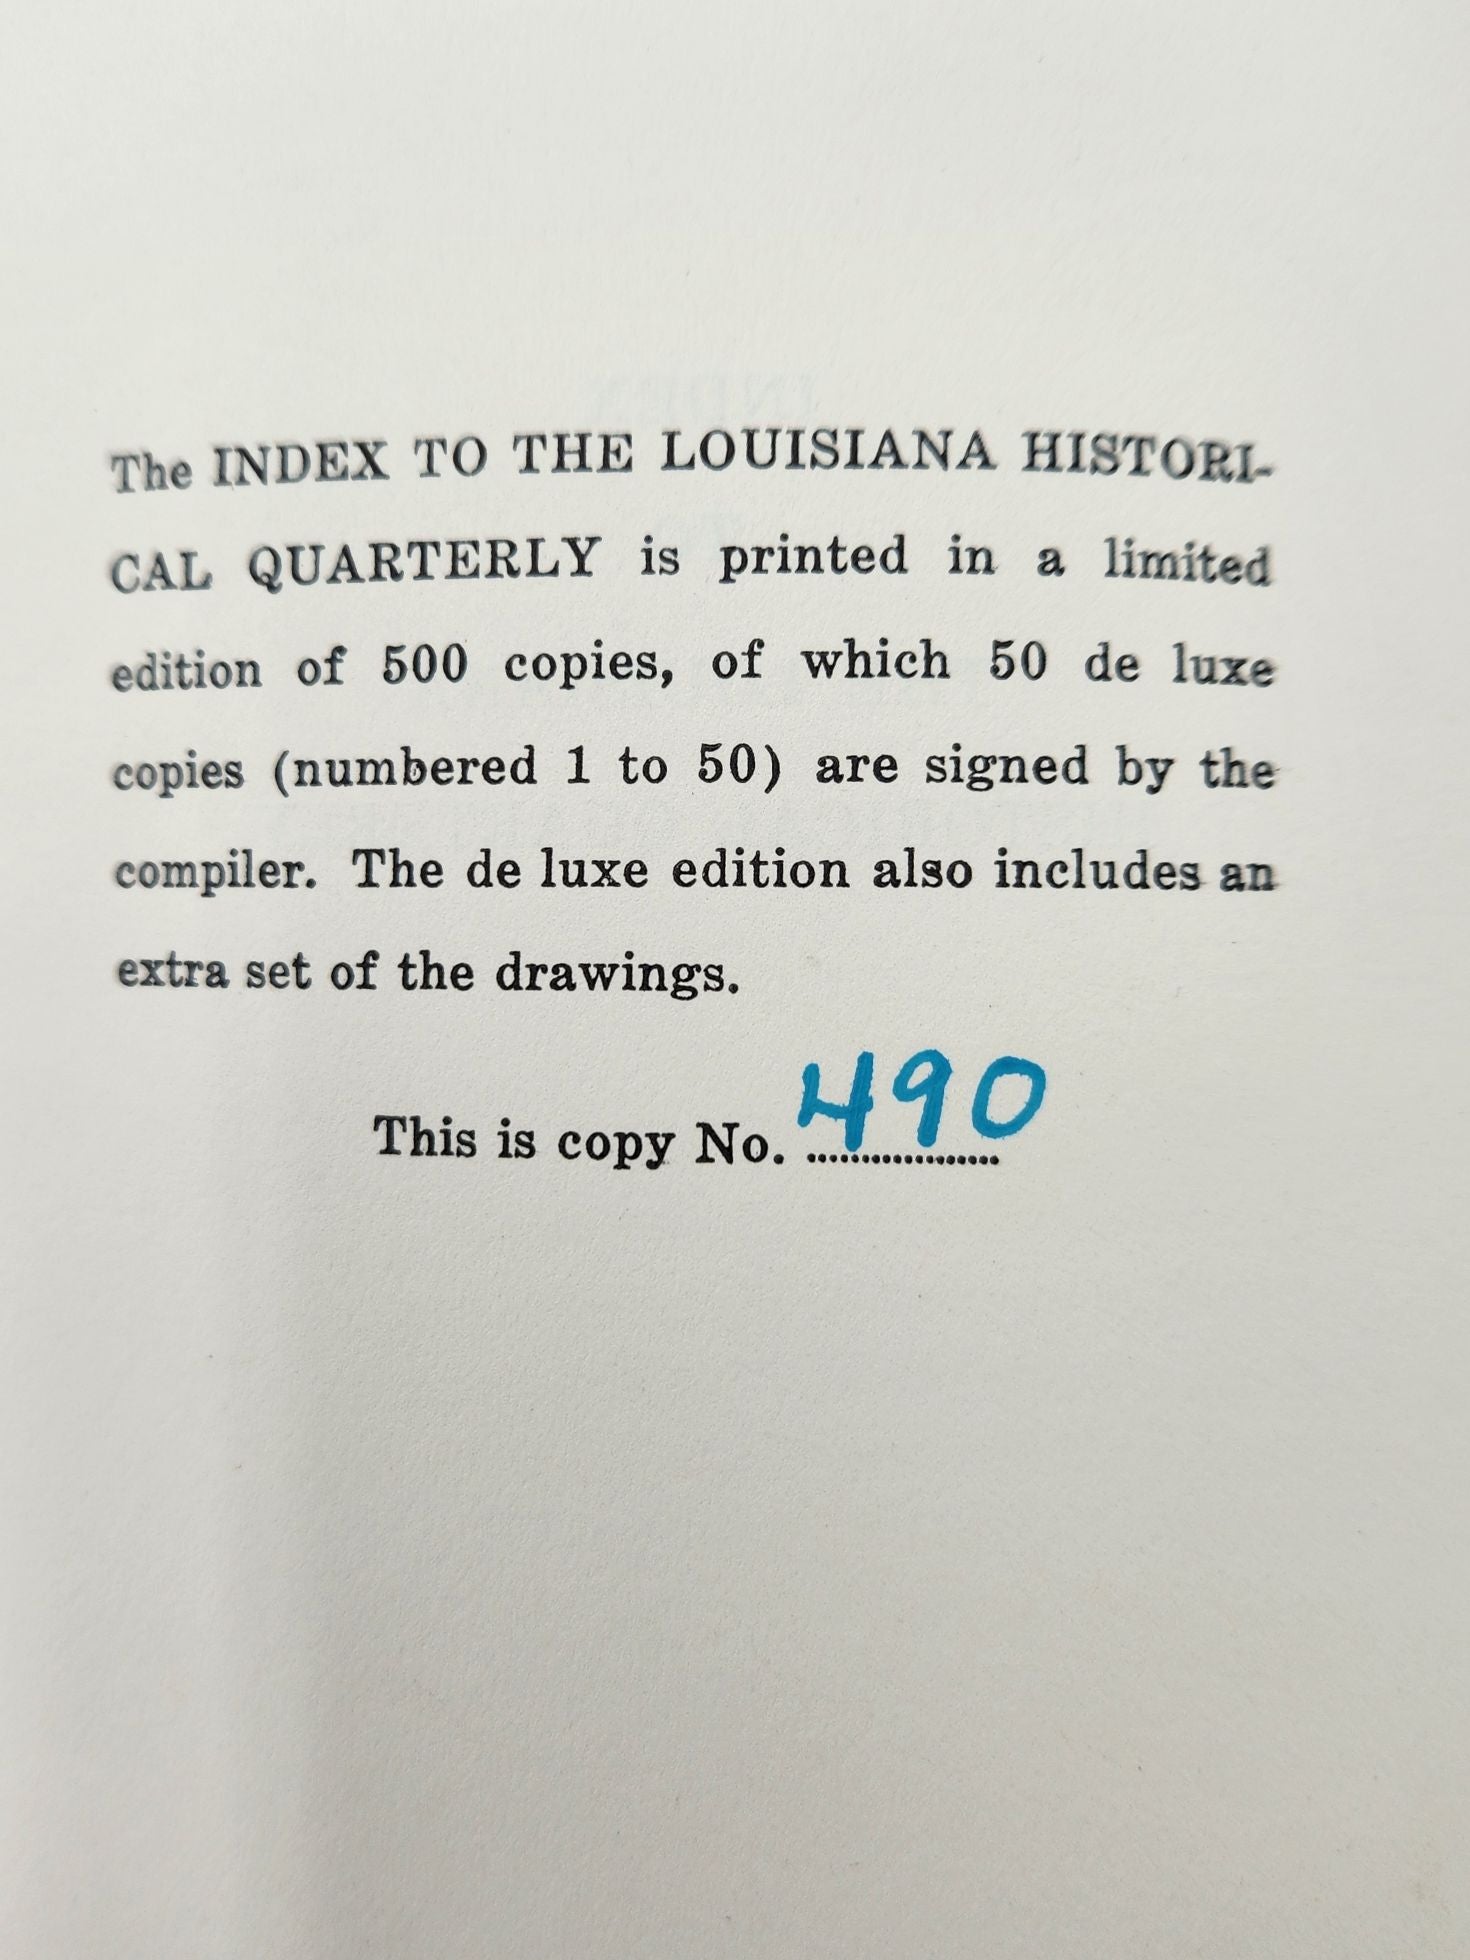 The INDEX TO THE LOUISIANA HISTORI-
CAL QUARTERLY is printed in a limited
edition of 500 copies, of which 50 de luxe
copies (numbered 1 to 50) are signed by the
compiler. The de luxe edition also includes an
extra set of the drawings.
This is copy No. 490